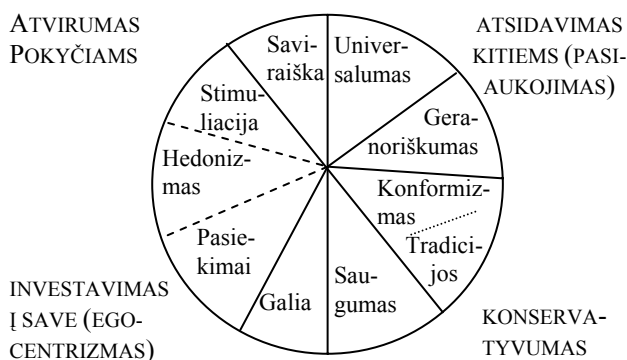 ATVIRUMAS
POKYČIAMS
Savi-
raiška
Univer-
salumas
ATSIDAVIMAS
KITIEMS (PASI-
AUKOJIMAS)
Stimu-
liacija
Gera-
noriškumas
Hedoniz-
mas
Konformiz-
mas
Tradici-
jos
Pasie-
kimai
Galia
Sau-
gumas
INVESTAVIMAS
Į SAVE (EGO-
CENTRIZMAS)
KONSERVA-
TYVUMAS